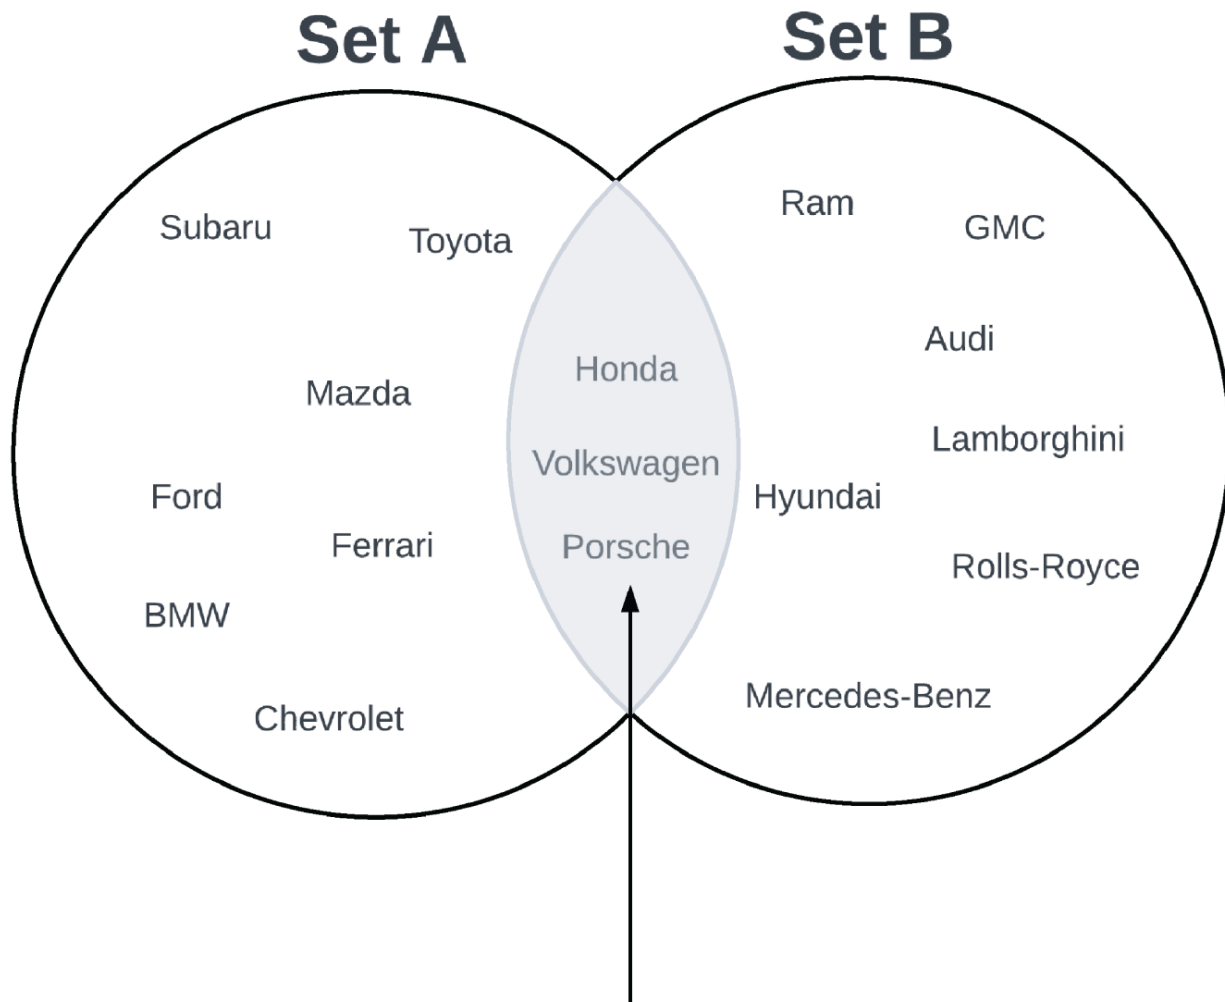 Set A
Set B
Subaru
Toyota
Mazda
Ford
Ferrari
BMW
Chevrolet
Honda
Volkswagen
Porsche
Ram
GMC
Audi
Lamborghini
Hyundai
Rolls-Royce
Mercedes-Benz